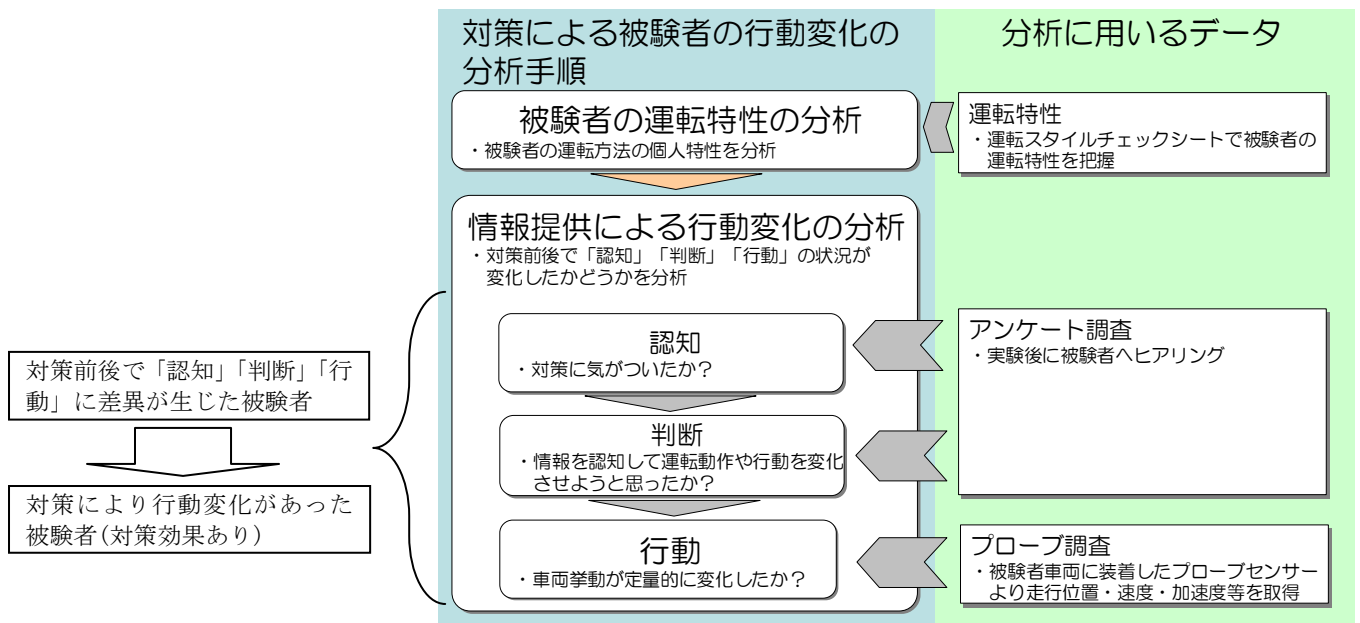 対策による被験者の行動変化の
分析手順
分析に用いるデータ
被験者の運転特性の分析
・被験者の運転方法の個人特性を分析
運転特性
・運転スタイルチェックシートで被験者の
運転特性を把握
情報提供による行動変化の分析
・対策前後で「認知」「判断」「行動」の状況が
変化したかどうかを分析
認知
・対策に気がついたか？
アンケート調査
・実験後に被験者へヒアリング
対策前後で「認知」「判断」「行
動」に差異が生じた被験者
判断
・情報を認知して運転動作や行動を変化
させようと思ったか？
対策により行動変化があった
被験者(対策効果あり)
行動
・車両挙動が定量的に変化したか？
プローブ調査
・被験者車両に装着したプローブセンサー
より走行位置・速度・加速度等を取得